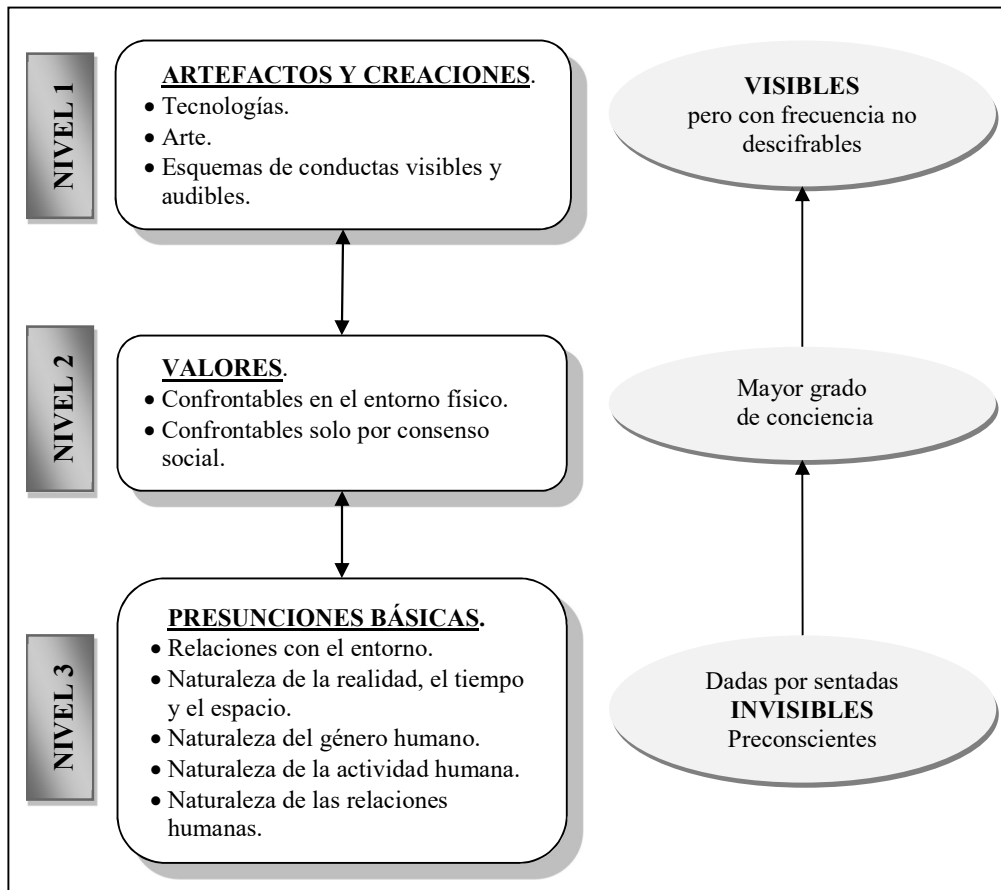 NIVEL 1
ARTEFACTOS Y CREACIONES.
• Tecnologías.
• Arte.
• Esquemas de conductas visibles y
audibles.
VISIBLES
pero con frecuencia no
descifrables
NIVEL 2
VALORES.
• Confrontables en el entorno físico.
• Confrontables solo por consenso
social.
Mayor grado
de conciencia
NIVEL 3
PRESUNCIONES BÁSICAS.
• Relaciones con el entorno.
• Naturaleza de la realidad, el tiempo
y el espacio.
• Naturaleza del género humano.
• Naturaleza de la actividad humana.
• Naturaleza de las relaciones
humanas.
Dadas por sentadas
INVISIBLES
Preconscientes